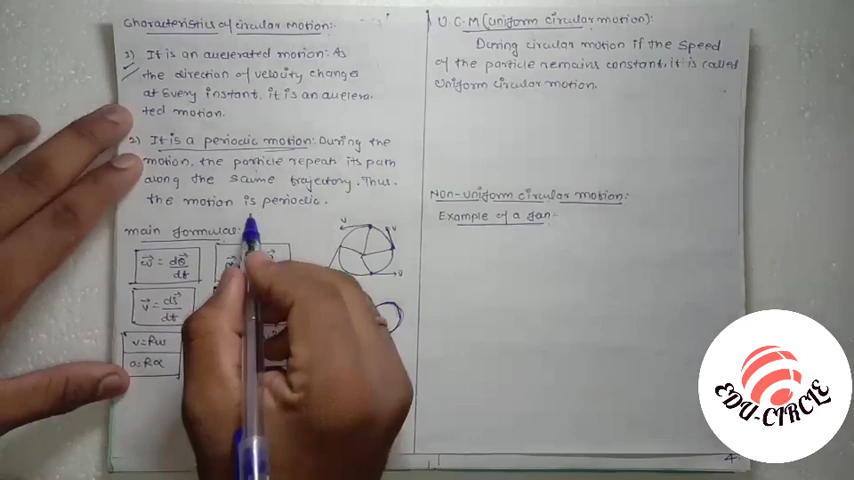 Characteristics of circular motion:
1) It is an auelerated motion: As
the direction of velocity changes
at every instant, it is an auelera-
ted motion.
2) It is a periodic motion: During the
motion, the particle repeats its path
along the same trajectory. Thus
the motion is periodic.
main formulae:
ω = dθ/dt
v = ds/dt
v = Rω
a = Rα
v
v
v
U.C.M (uniform circular motion):
During circular motion if the speed
of the particle remains constant, it is called
uniform circular motion.
Non-uniform circular motion:
Example of a fan-
4
EDU-CIRCLE